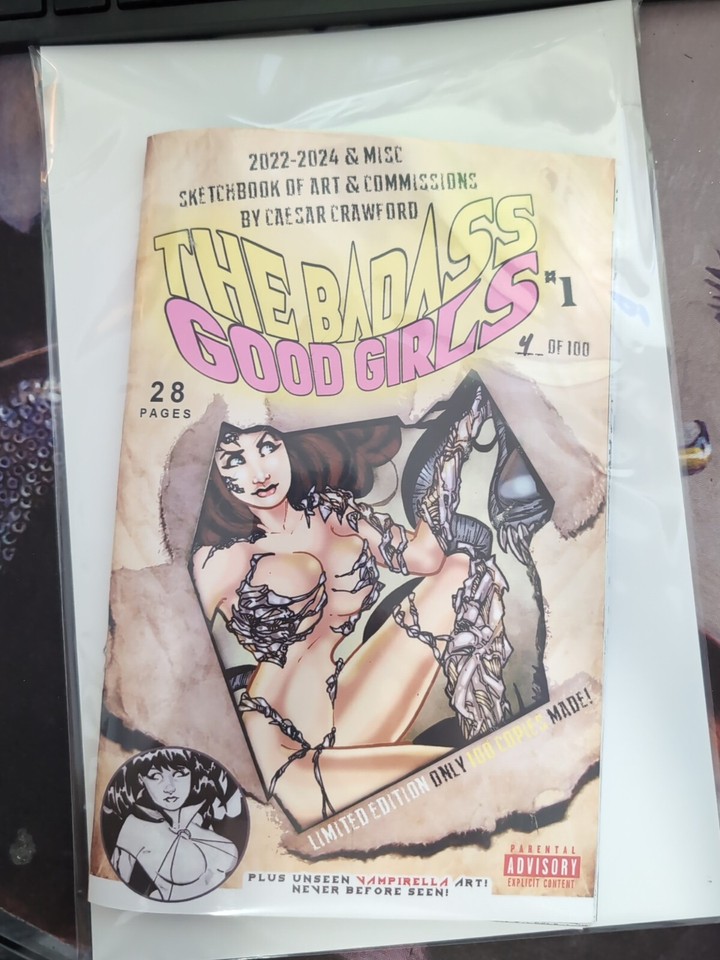 2022-2024 & MISC
SKETCHBOOK OF ART & COMMISSIONS
BY CAESAR CRAWFORD
THE BADASS
GOOD GIRLS
#1
4 OF 100
28
PAGES
LIMITED EDITION ONLY 100 COPIES MADE!
PLUS UNSEEN VAMPIRELLA ART!
NEVER BEFORE SEEN!
PARENTAL
ADVISORY
EXPLICIT CONTENT